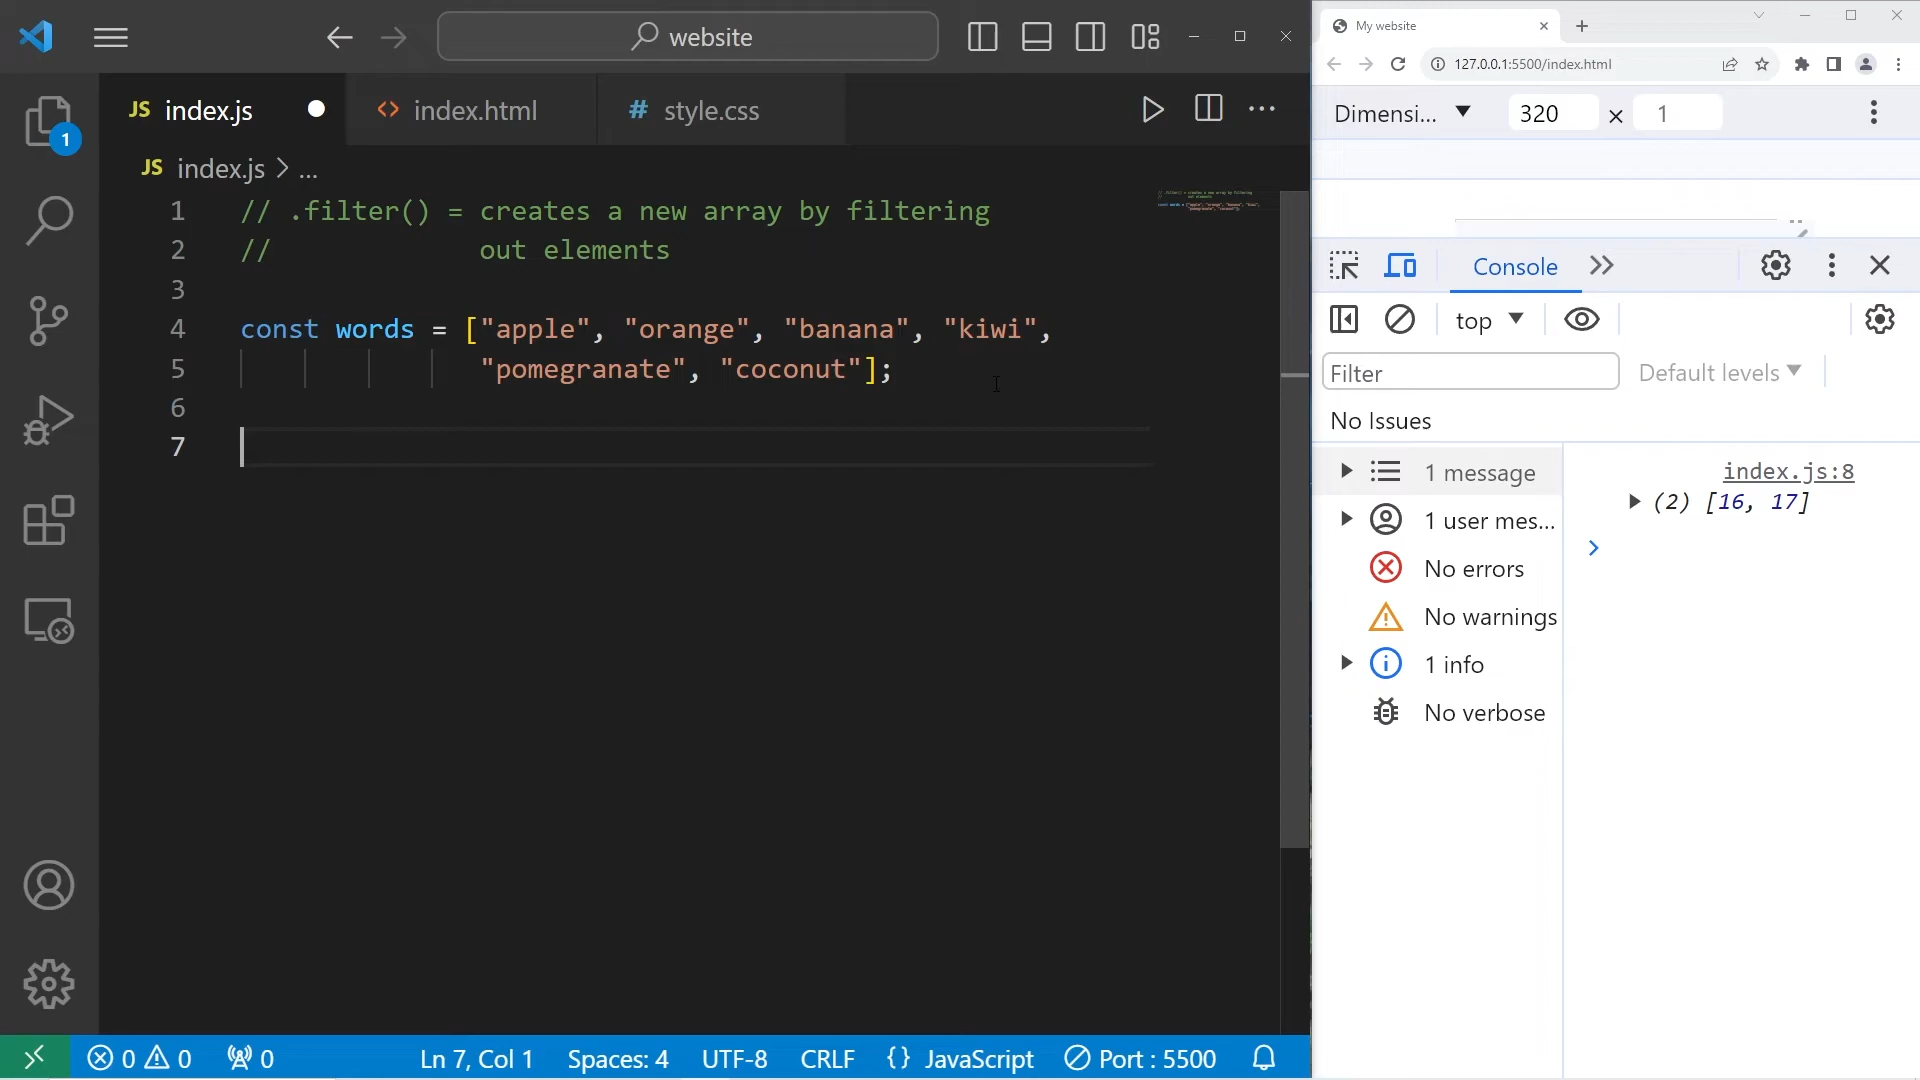 website
My website
127.0.0.1:5500/index.html
JS index.js
<> index.html
# style.css
Dimensi... 320 × 1
JS index.js > ...
1 // .filter() = creates a new array by filtering
2 // out elements
3
4 const words = ["apple", "orange", "banana", "kiwi",
5 "pomegranate", "coconut"];
6
7
1
Console
top
Filter
Default levels
No Issues
1 message
1 user mes...
No errors
No warnings
1 info
No verbose
index.js:8
(2) [16, 17]
0 0 0 Ln 7, Col 1 Spaces: 4 UTF-8 CRLF {} JavaScript Port : 5500